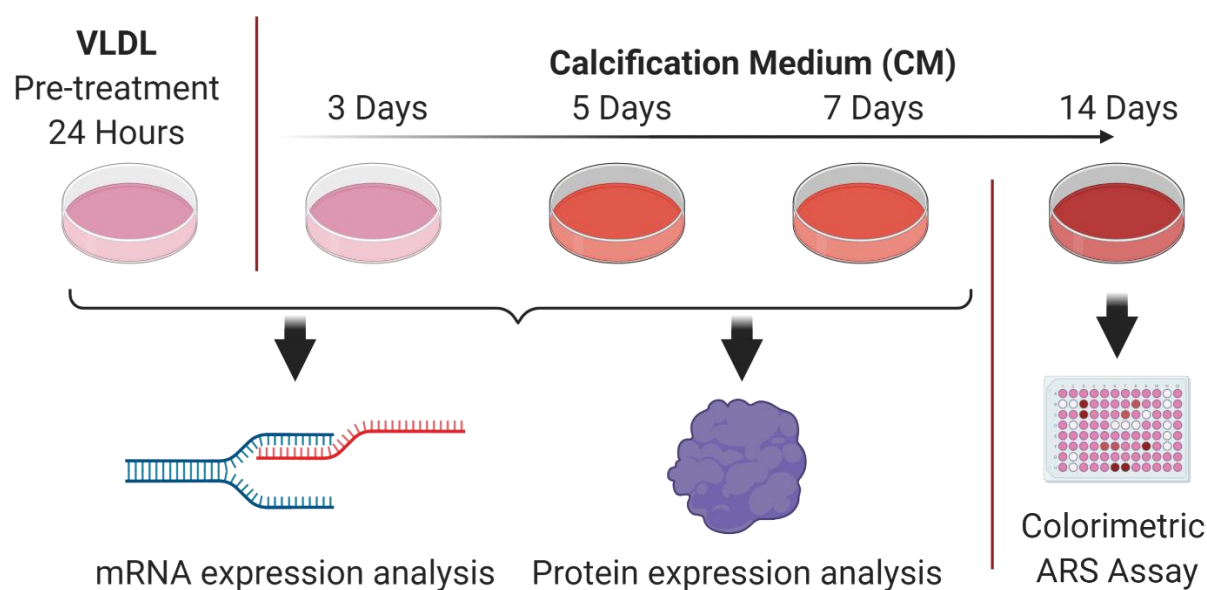 VLDL
Pre-treatment
24 Hours
Calcification Medium (CM)
3 Days
5 Days
7 Days
14 Days
mRNA expression analysis
Protein expression analysis
Colorimetric
ARS Assay